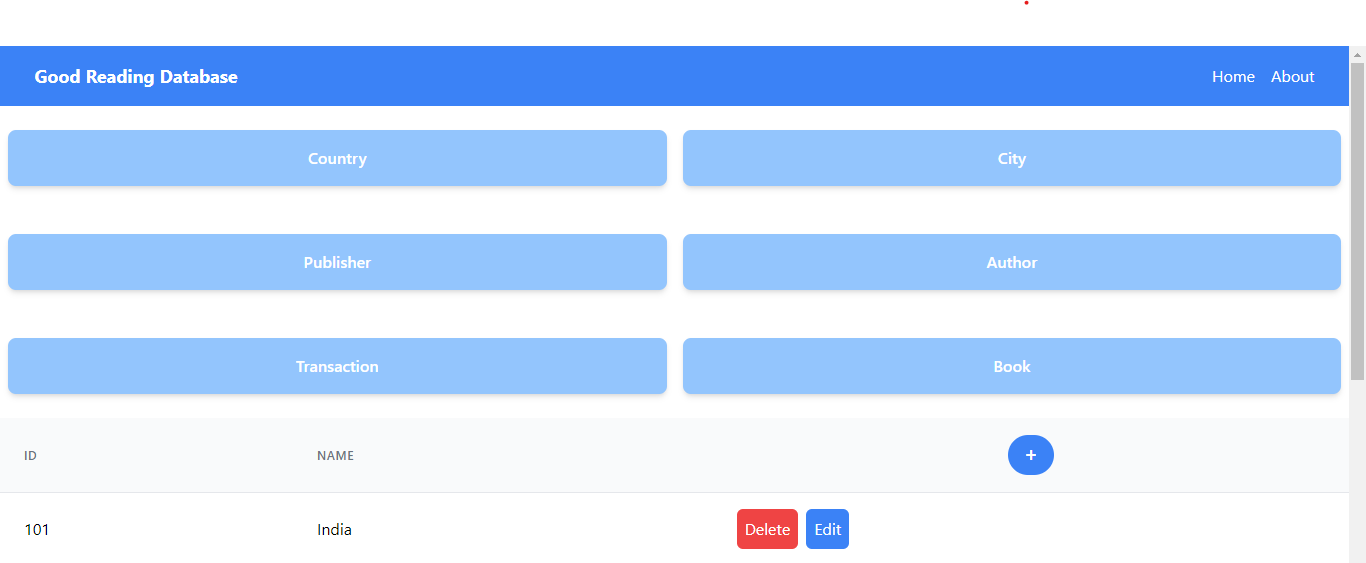 Good Reading Database Home About
Country City
Publisher Author
Transaction Book
ID NAME +
101 India Delete Edit